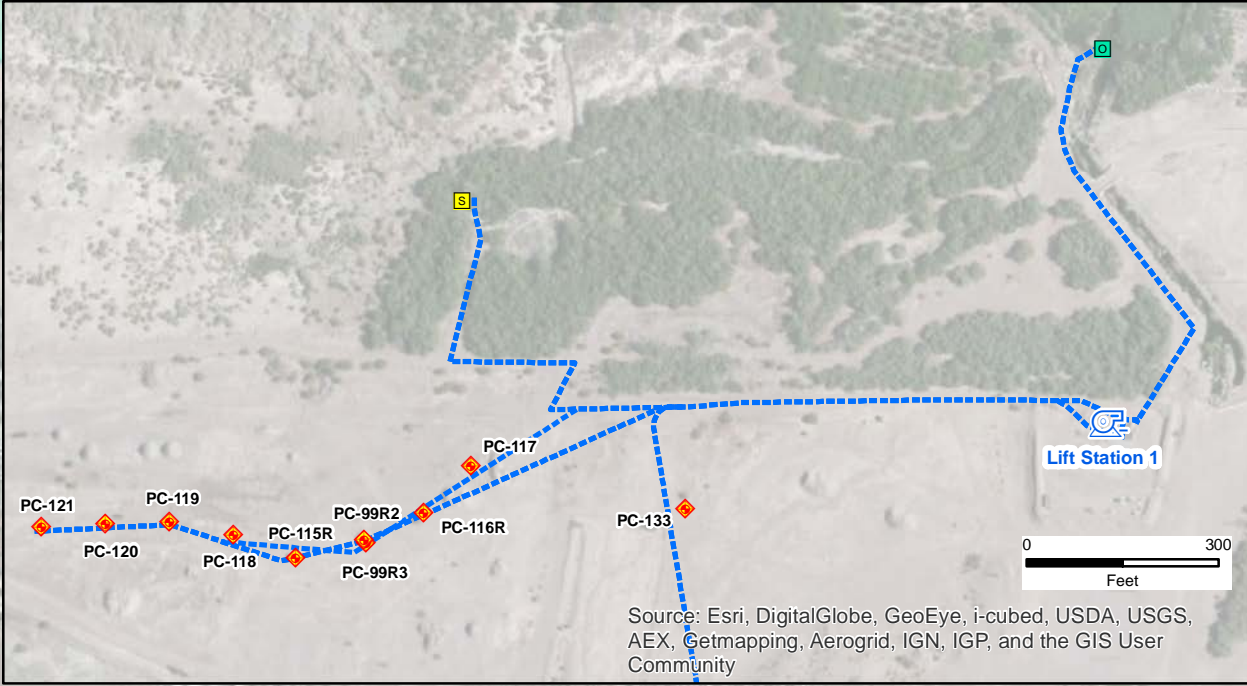 O
S
PC-117
Lift Station 1
PC-121
PC-119
PC-99R2
PC-115R
PC-116R
PC-133
PC-120
PC-118
PC-99R3
0 300
Feet
Source: Esri, DigitalGlobe, GeoEye, i-cubed, USDA, USGS,
AEX, Getmapping, Aerogrid, IGN, IGP, and the GIS User
Community